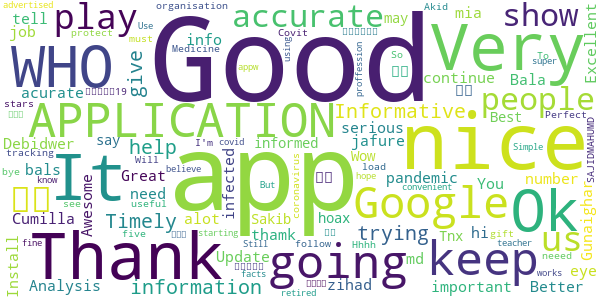 Good
app
nice
Very
Thank
It
going
WHO
APPLICATION
Google
Ok
keep
us
play
accurate
show
people
Informative
Timely
information
trying
help
give
tell
job
info
may
mia
acurate
Debidwer
say
bals
need
Great
Cumilla
Awesome
Install
Analysis
Update
infected
informed
serious
jafure
Wow
pandemic
You
number
Best
continue
Bala
Excellent
Gunaighar
hi
eye
Tnx
md
important
Better
zihad
thamk
Sakib
hoax
alot
coronavirus
advertised
organisation
Akid
Use
protect
must
Medicine
using
Covit
So
To
super
appw
proffession
stars
tracking
bye
know
believe
Will
I'm
covid
load
Perfect
SAJIDMAHUMD
Simple
convenient
hope
But
see
useful
five
starting
fine
Still
follow
facts
retired
Hhhh
gift
teacher
neeed
works
19